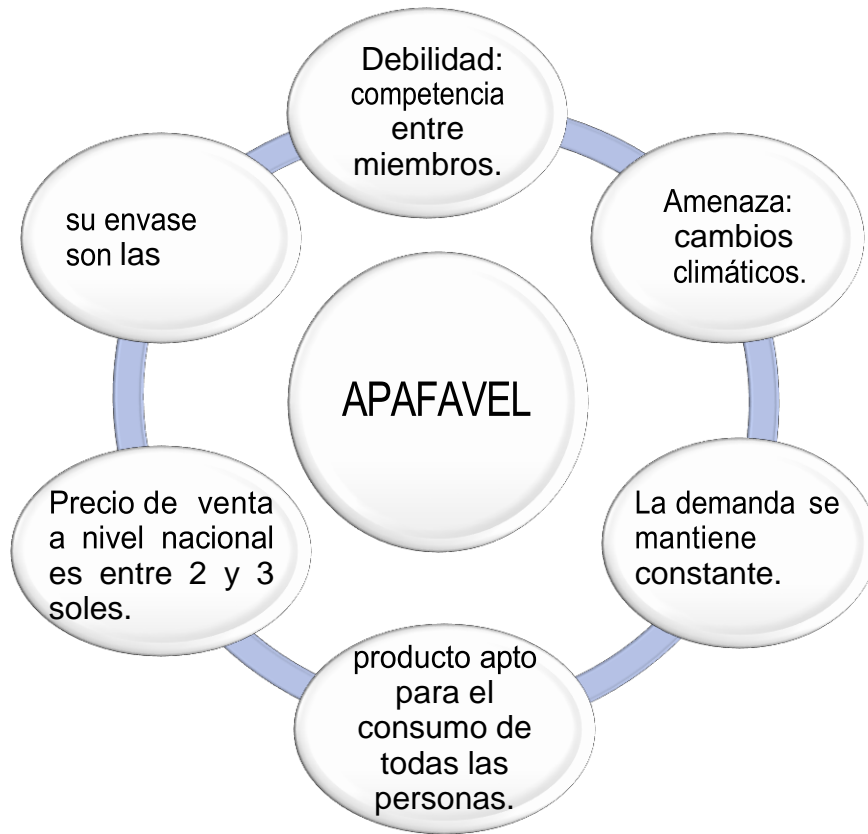 Debilidad:
competencia
entre
miembros.
Amenaza:
cambios
climáticos.
La demanda se
mantiene
constante.
producto apto
para el
consumo de
todas las
personas.
Precio de venta
a nivel nacional
es entre 2 y 3
soles.
su envase
son las
APAFAVEL